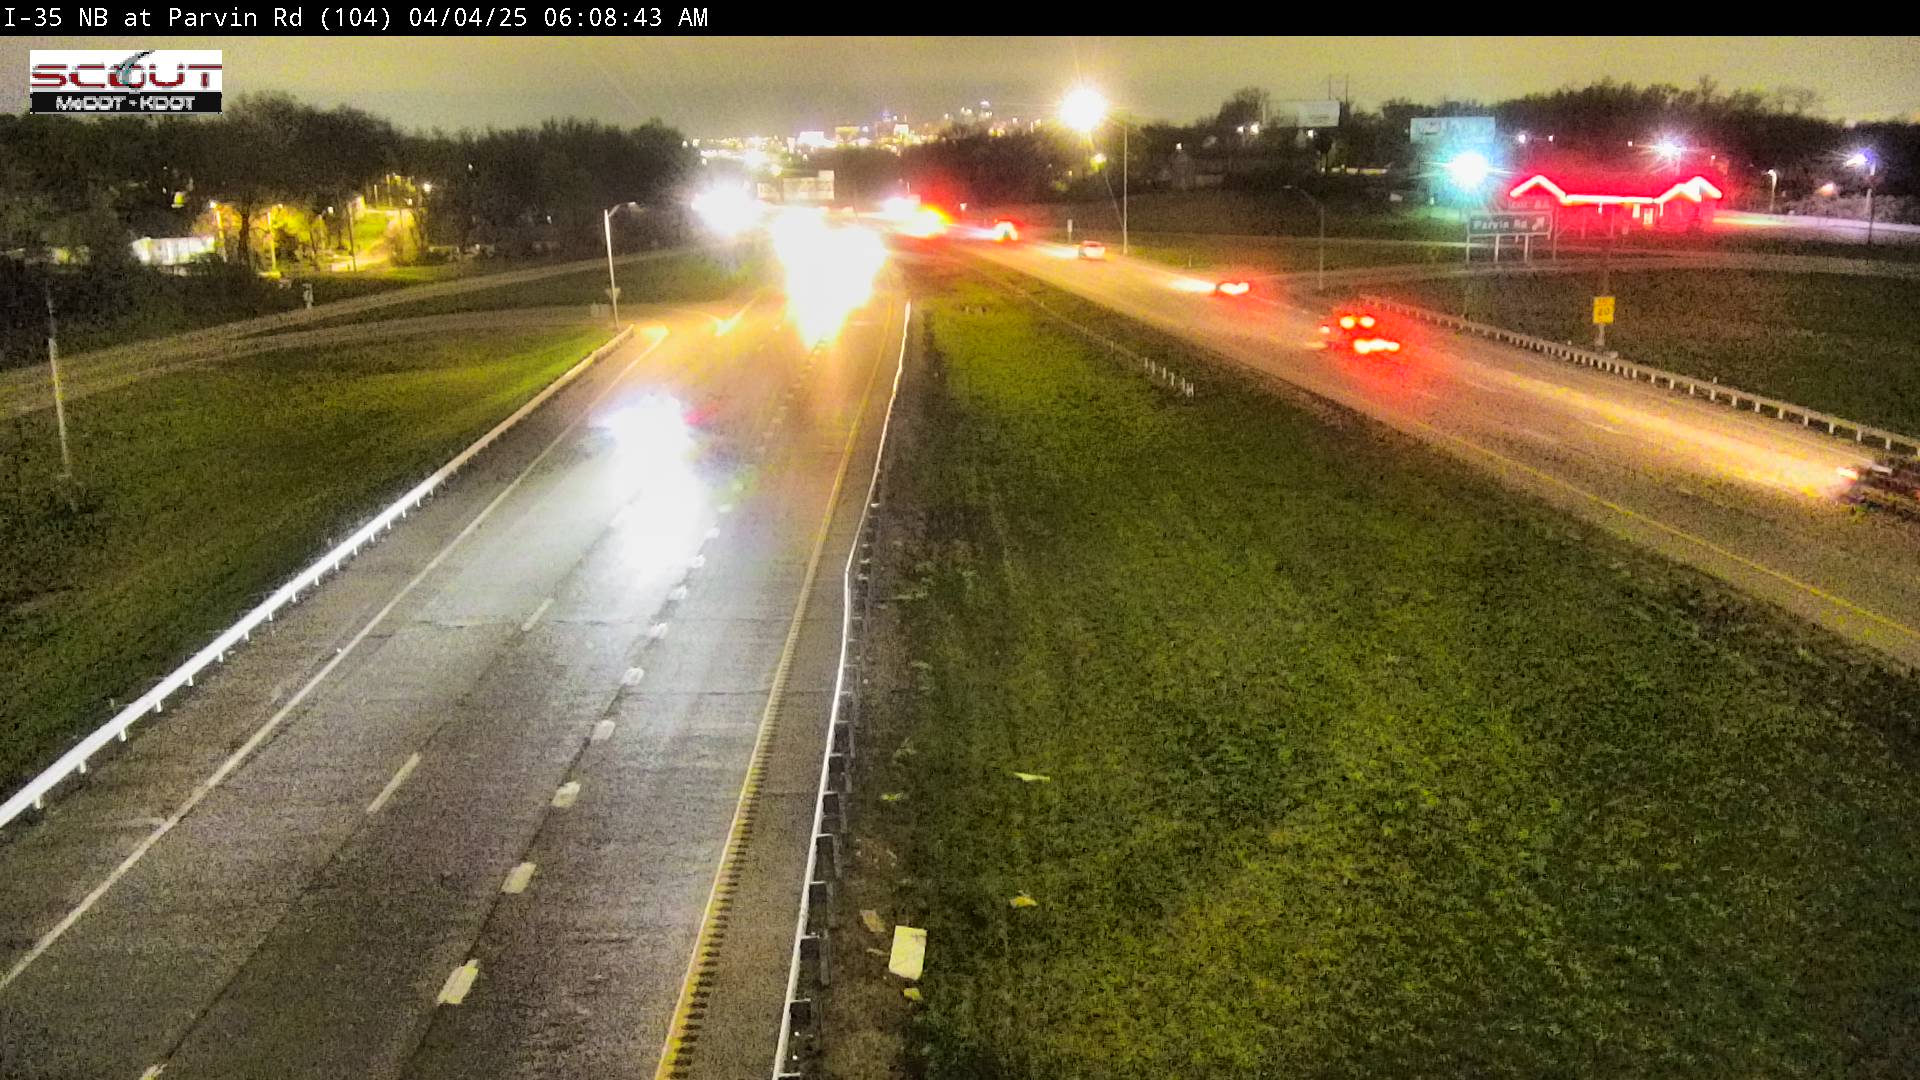 I-35 NB at Parvin Rd (104) 04/04/25 06:08:43 AM
SCOUT
MoDOT - KDOT
Parvin Rd